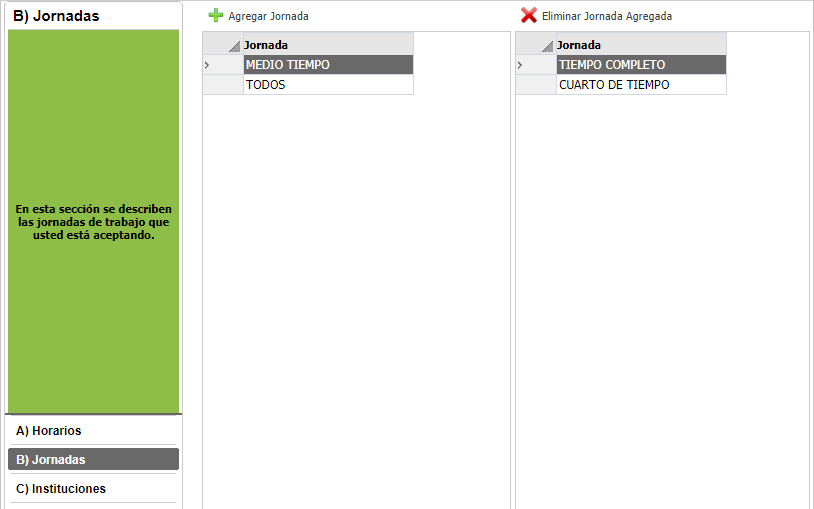 B) Jornadas
En esta sección se describen
las jornadas de trabajo que
usted está aceptando.
A) Horarios
B) Jornadas
C) Instituciones
Agregar Jornada
Jornada
MEDIO TIEMPO
TODOS
Eliminar Jornada Agregada
Jornada
TIEMPO COMPLETO
CUARTO DE TIEMPO